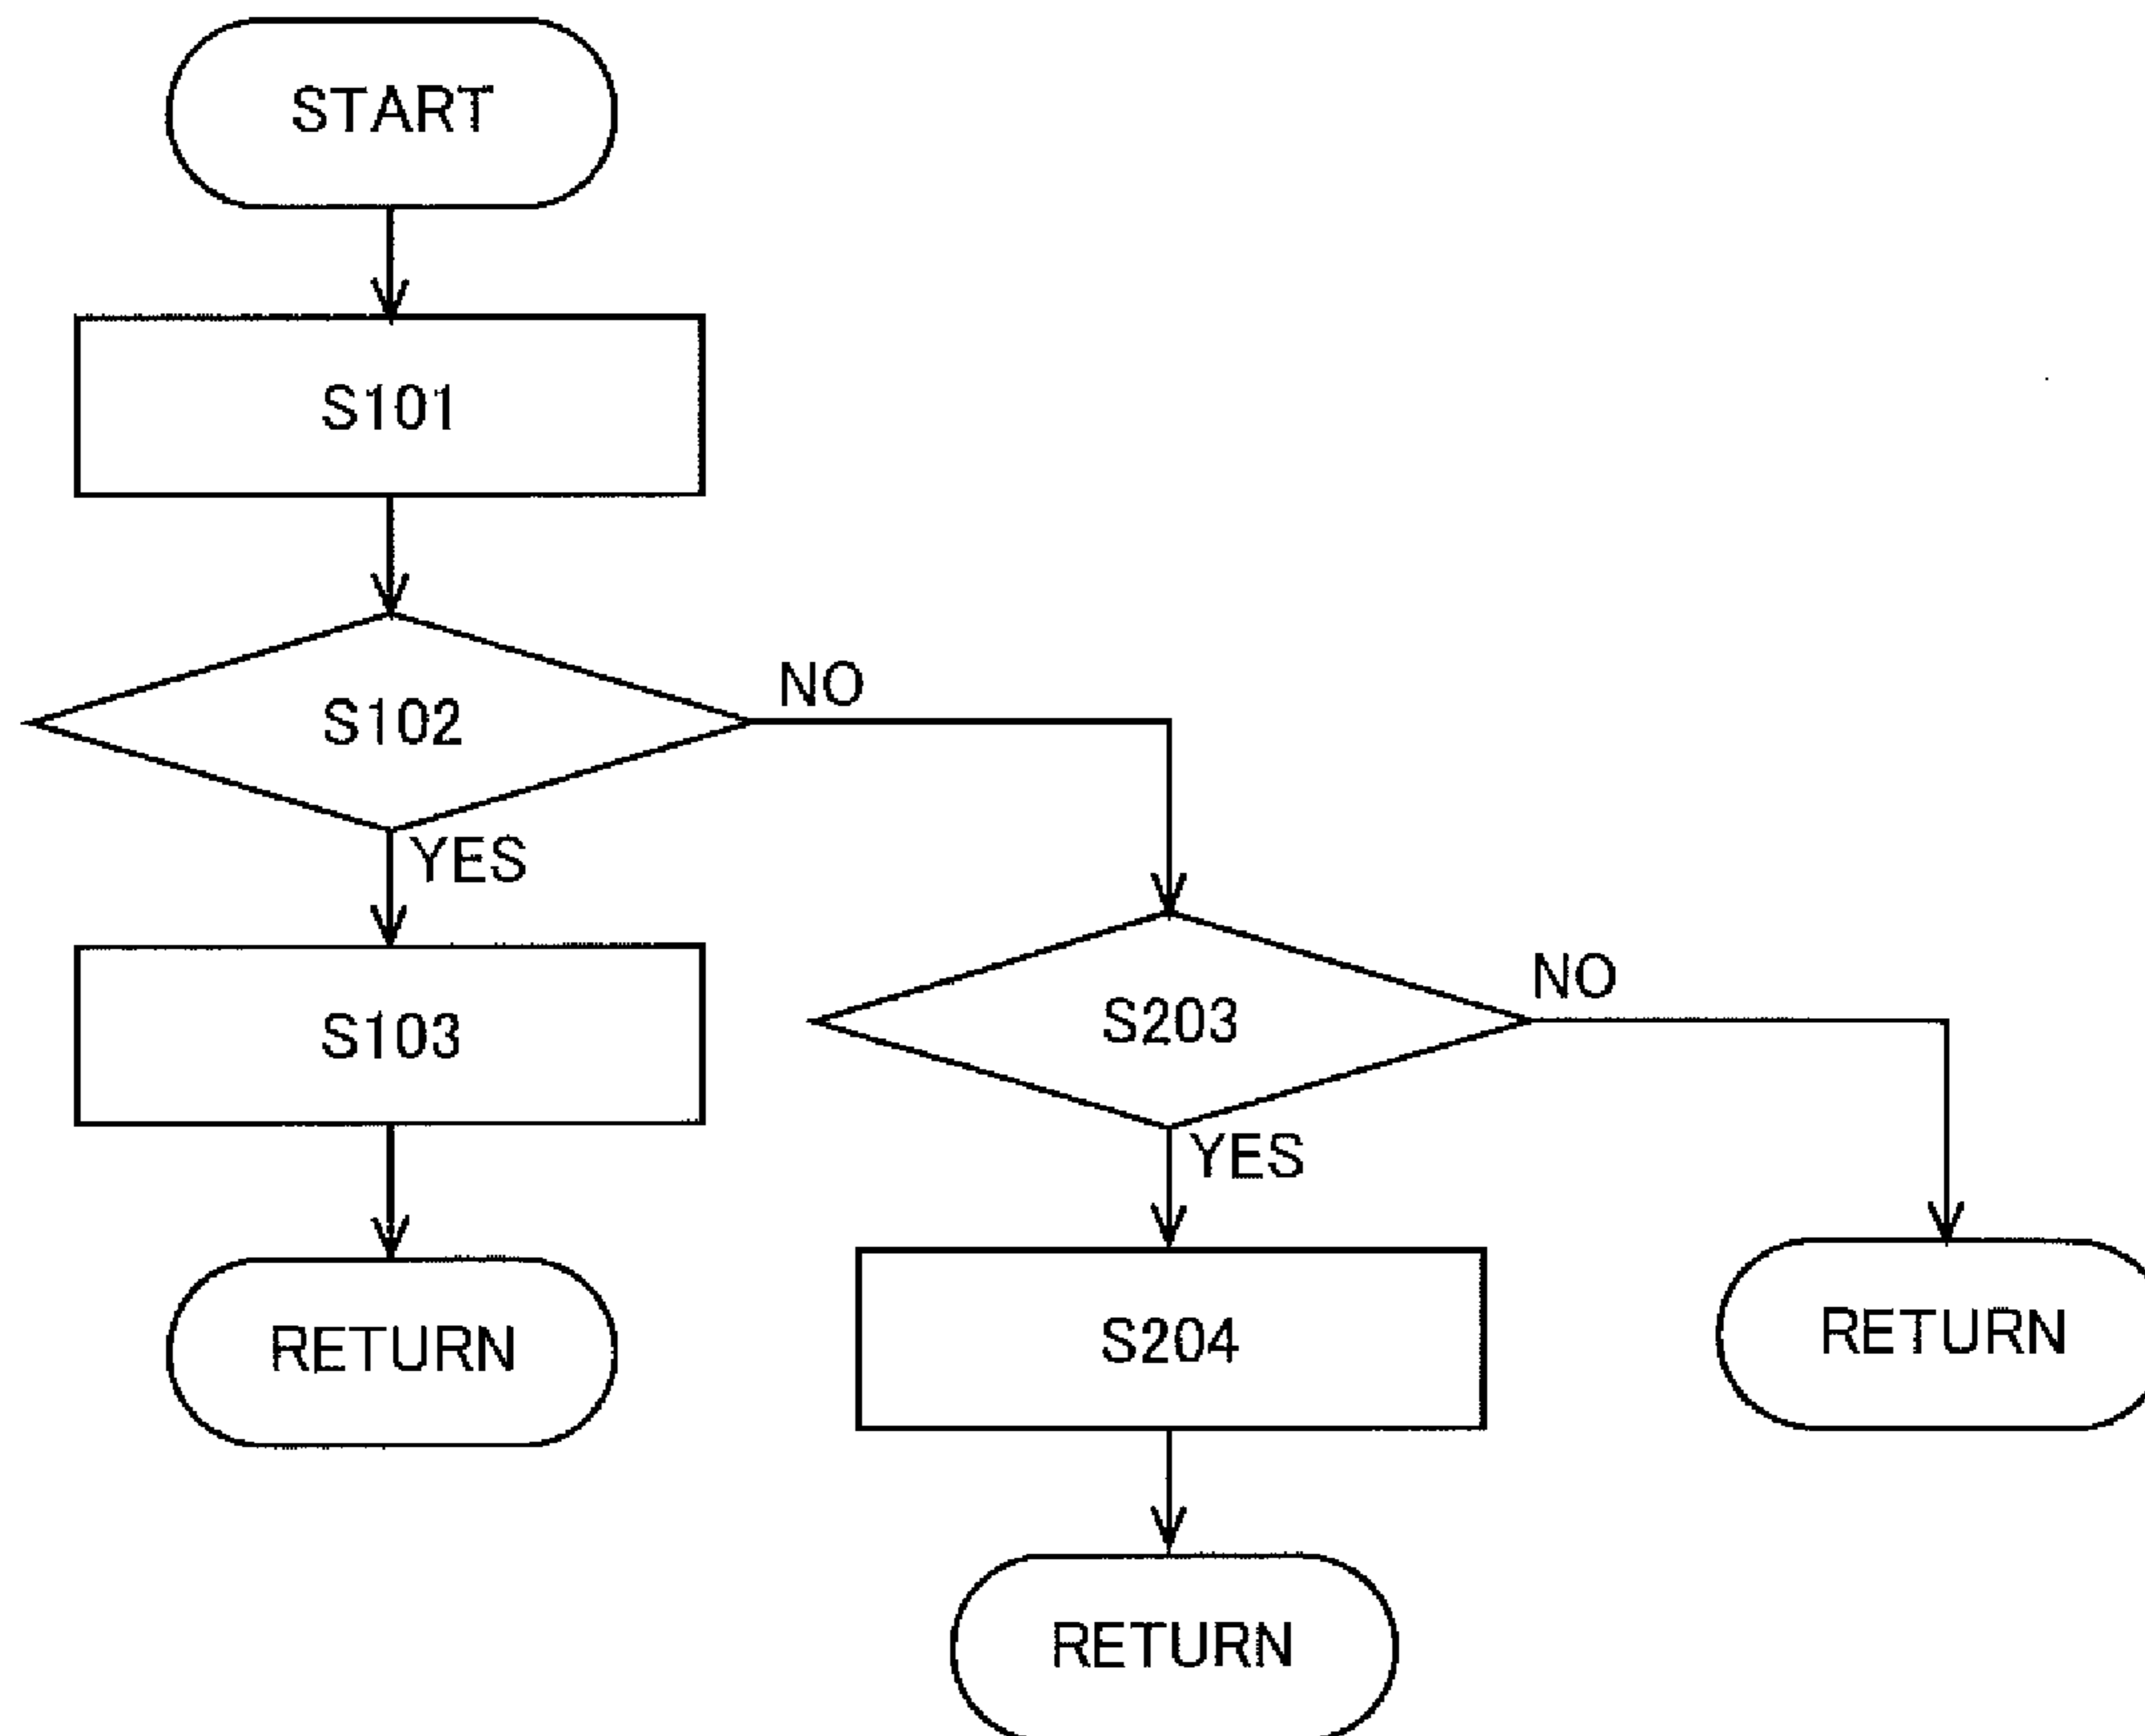 START
S101
S102
NO
YES
S103
RETURN
S203
NO
YES
S204
RETURN
RETURN